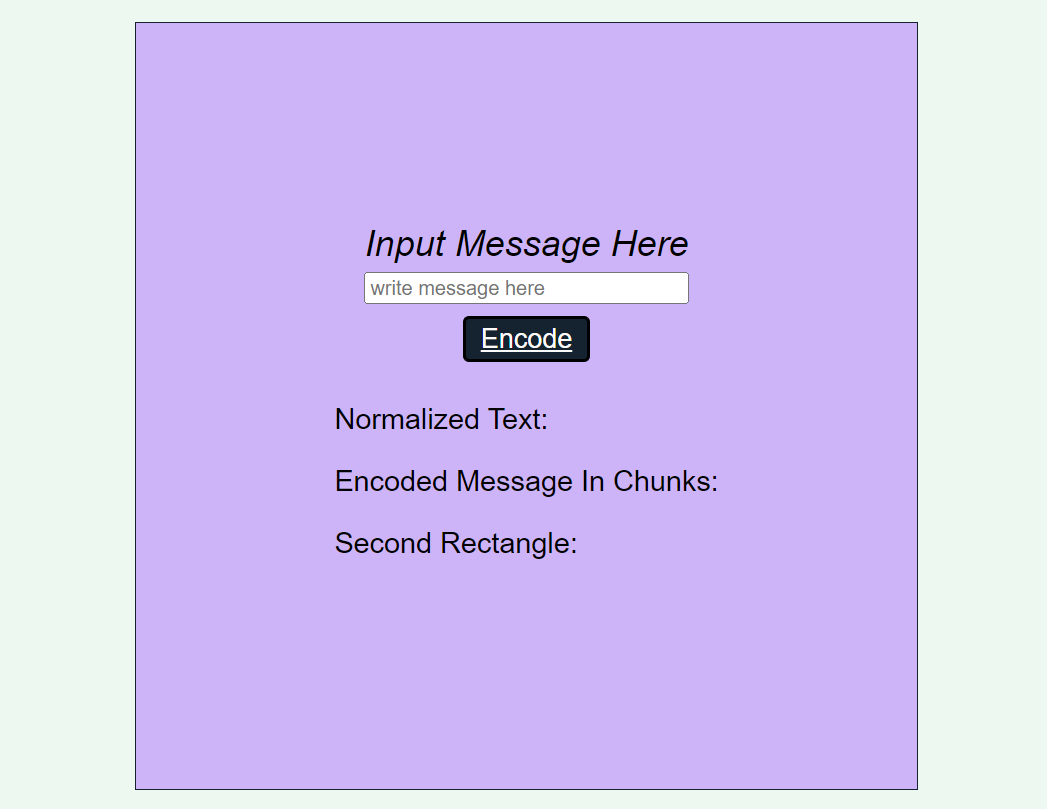 Input Message Here
write message here
Encode
Normalized Text:
Encoded Message In Chunks:
Second Rectangle: